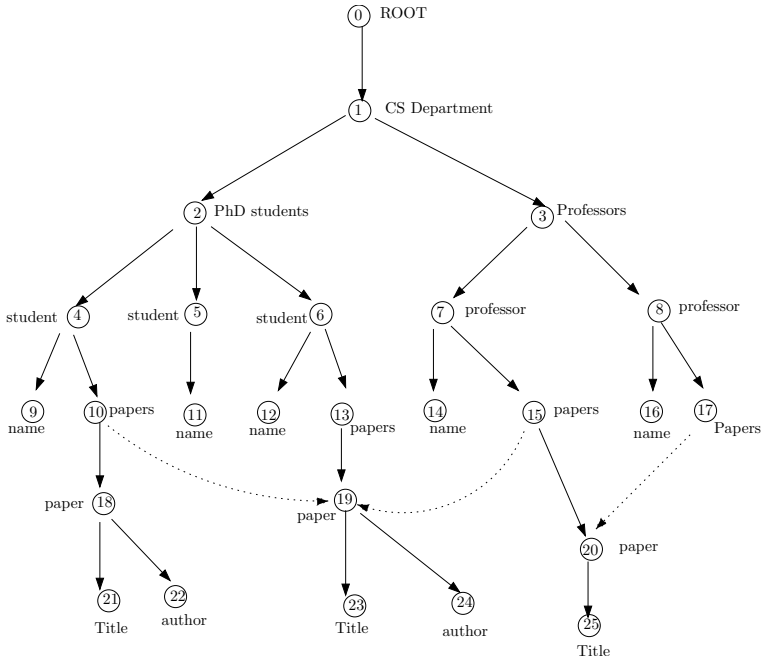 0 ROOT
1 CS Department
2 PhD students
3 Professors
student 4
student 5
student 6
7 professor
8 professor
9
name
10 papers
11
name
12
name
13
papers
14
name
15 papers
16
name
17
Papers
paper 18
19
paper
20 paper
21
Title
22
author
23
Title
24
author
25
Title